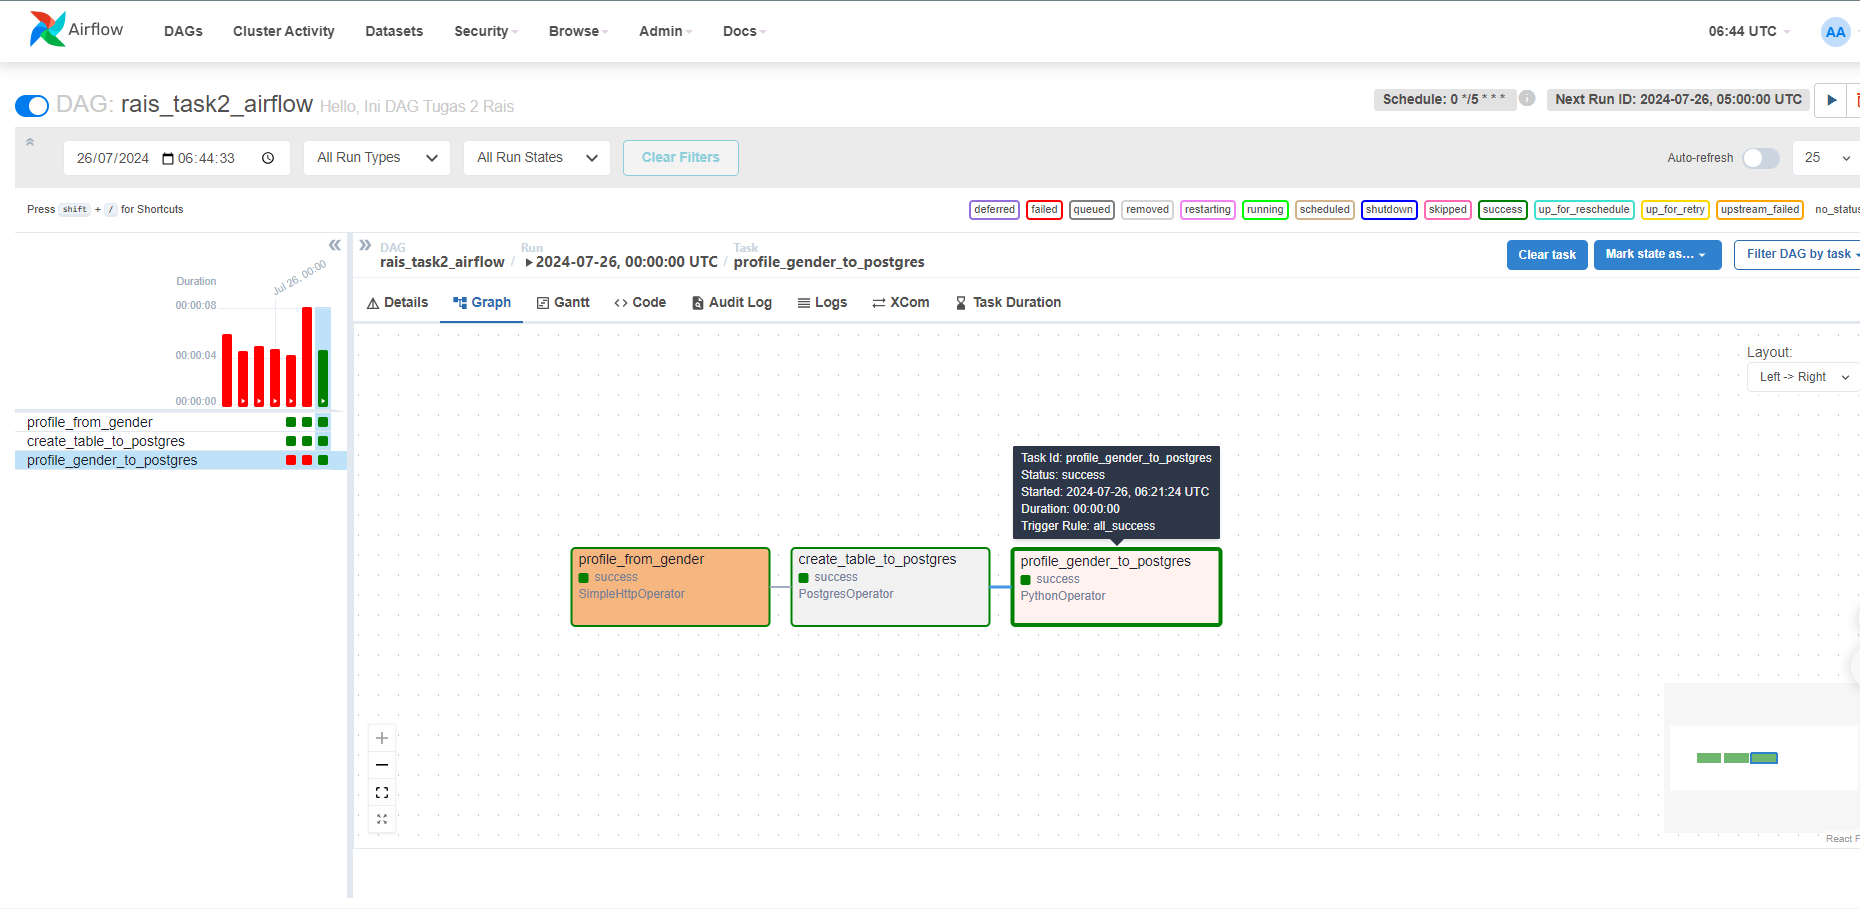 Airflow
DAGs
Cluster Activity
Datasets
Security
Browse
Admin
Docs
06:44 UTC
AA
DAG: rais_task2_airflow Hello, Ini DAG Tugas 2 Rais
Schedule: 0 */5 * * *
i
Next Run ID: 2024-07-26, 05:00:00 UTC
26/07/2024 06:44:33
All Run Types
All Run States
Clear Filters
Auto-refresh
25
Press shift + / for Shortcuts
deferred
failed
queued
removed
restarting
running
scheduled
shutdown
skipped
success
up_for_reschedule
up_for_retry
upstream_failed
no_status
Duration
Jul 26, 00:00
00:00:08
00:00:04
00:00:00
profile_from_gender
create_table_to_postgres
profile_gender_to_postgres
DAG
rais_task2_airflow
/
Run
2024-07-26, 00:00:00 UTC
/
Task
profile_gender_to_postgres
Clear task
Mark state as...
Filter DAG by task
Details
Graph
Gantt
Code
Audit Log
Logs
XCom
Task Duration
Layout:
Left -> Right
Task Id: profile_gender_to_postgres
Status: success
Started: 2024-07-26, 06:21:24 UTC
Duration: 00:00:00
Trigger Rule: all_success
profile_from_gender
success
SimpleHttpOperator
create_table_to_postgres
success
PostgresOperator
profile_gender_to_postgres
success
PythonOperator
React F